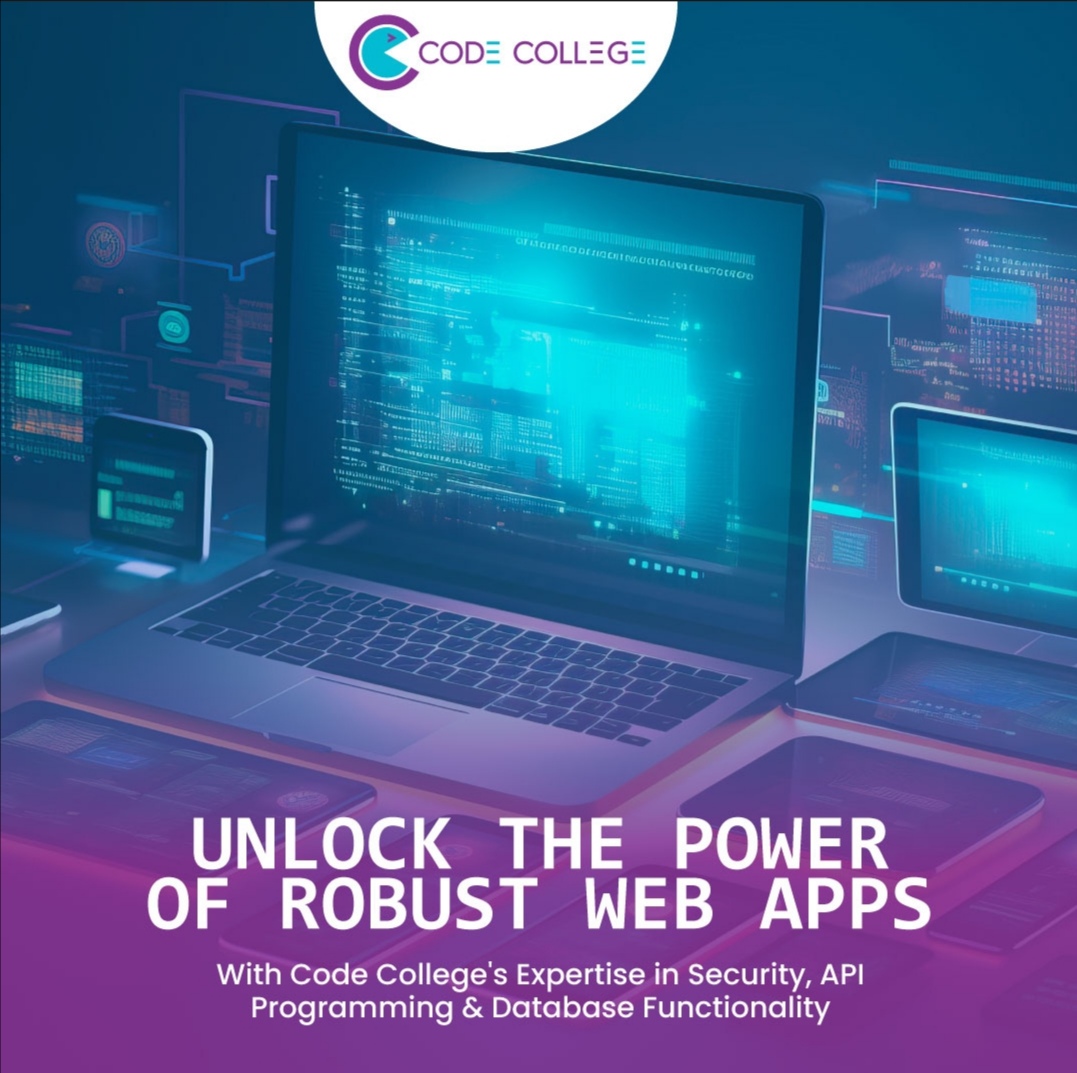 CODE COLLEGE
UNLOCK THE POWER
OF ROBUST WEB APPS
With Code College's Expertise in Security, API
Programming & Database Functionality